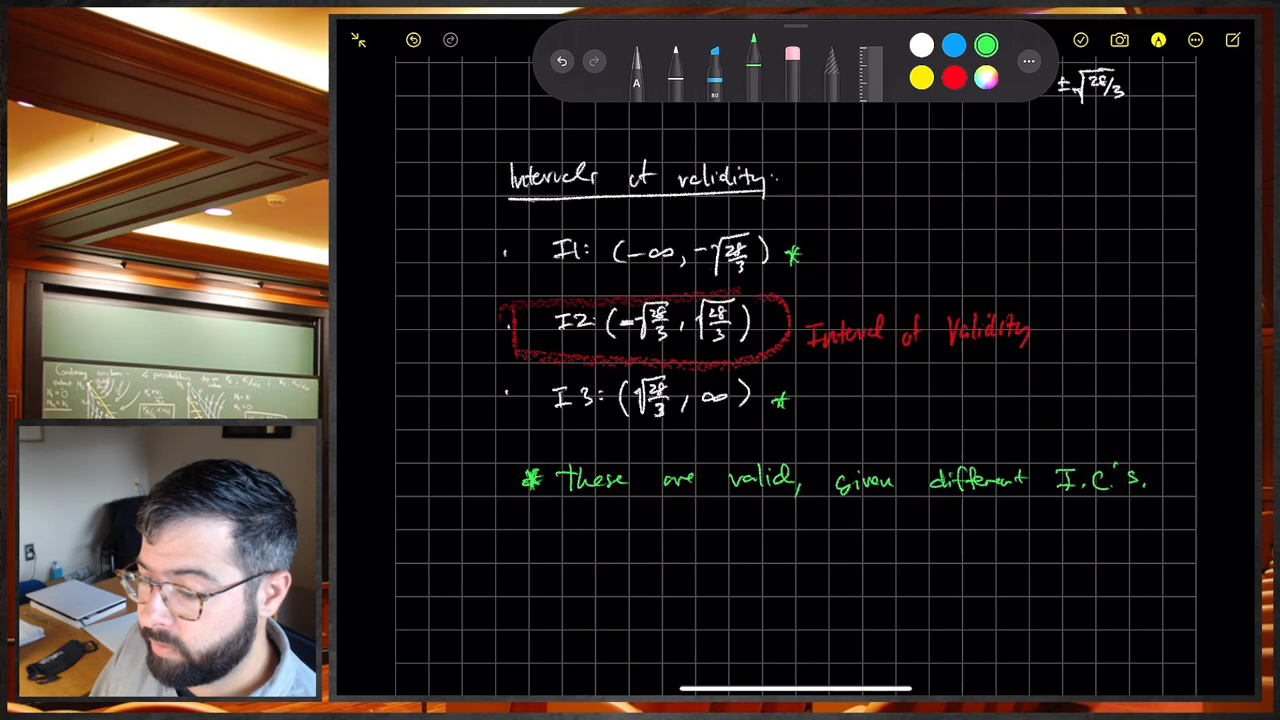 ±√28/3
Intervals of validity:
· I1: (-∞, -√28/3) *
· I2: (-√28/3, √28/3) Interval of Validity
· I3: (√28/3, ∞) *
* These are valid, given different I.C.'s.
A
80